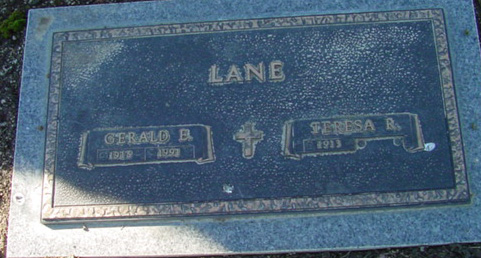 LANE
GERALD B.
TERESA R.
1913